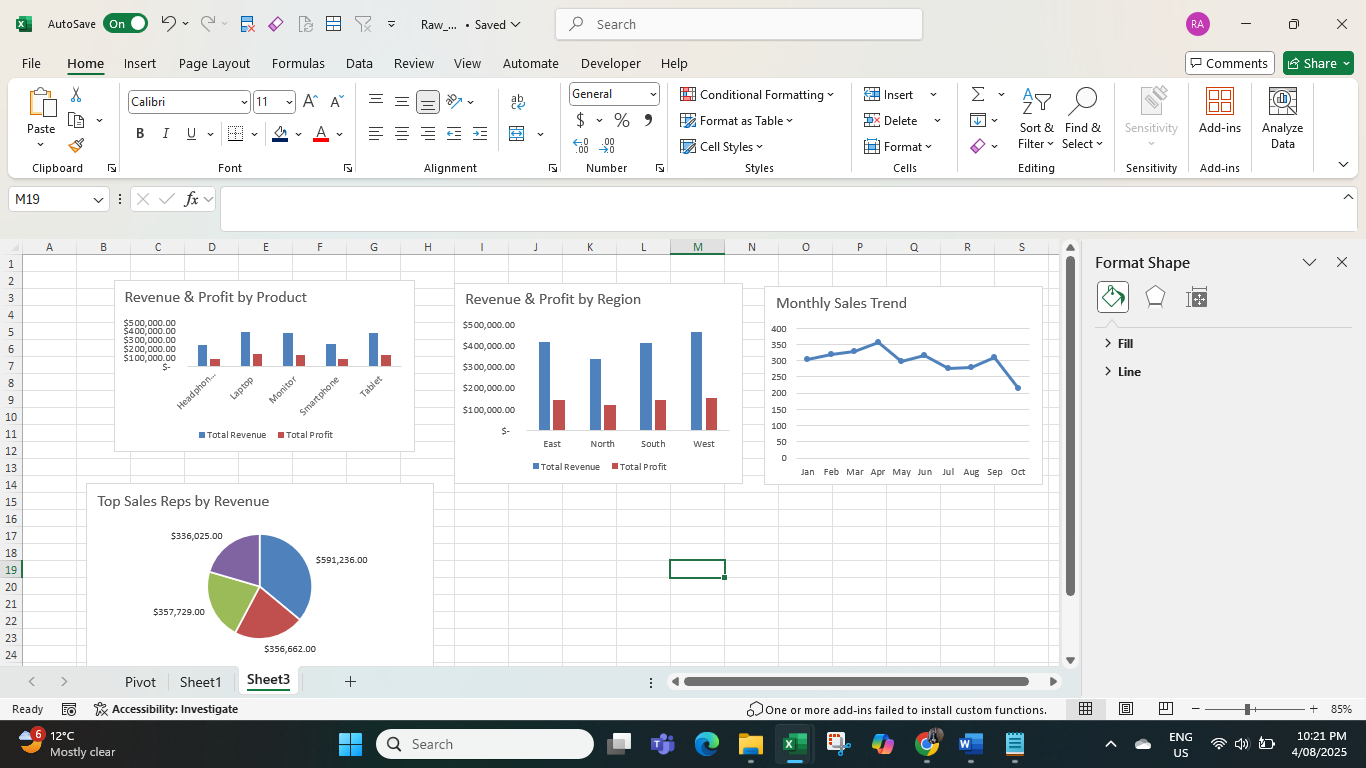 AutoSave On Raw_... • Saved Search RA
File Home Insert Page Layout Formulas Data Review View Automate Developer Help Comments Share
Paste Calibri 11 A A ab General Conditional Formatting Insert Σ
B I U A $ % Format as Table Delete Sort & Filter Find & Select Sensitivity Add-ins Analyze Data
Cell Styles Format
Clipboard Font Alignment Number Styles Cells Editing Sensitivity Add-ins
M19 fx
A B C D E F G H I J K L M N O P Q R S
1
2
3
4
5
6
7
8
9
10
11
12
13
14
15
16
17
18
19
20
21
22
23
24
Revenue & Profit by Product
$500,000.00
$400,000.00
$300,000.00
$200,000.00
$100,000.00
$-
Headphon... Laptop Monitor Smartphone Tablet
Total Revenue Total Profit
Revenue & Profit by Region
$500,000.00
$400,000.00
$300,000.00
$200,000.00
$100,000.00
$-
East North South West
Total Revenue Total Profit
Monthly Sales Trend
400
350
300
250
200
150
100
50
0
Jan Feb Mar Apr May Jun Jul Aug Sep Oct
Top Sales Reps by Revenue
$336,025.00
$591,236.00
$357,729.00
$356,662.00
Format Shape
Fill
Line
Pivot Sheet1 Sheet3
Ready Accessibility: Investigate One or more add-ins failed to install custom functions. 85%
6 12°C
Mostly clear
Search
ENG
US
10:21 PM
4/08/2025